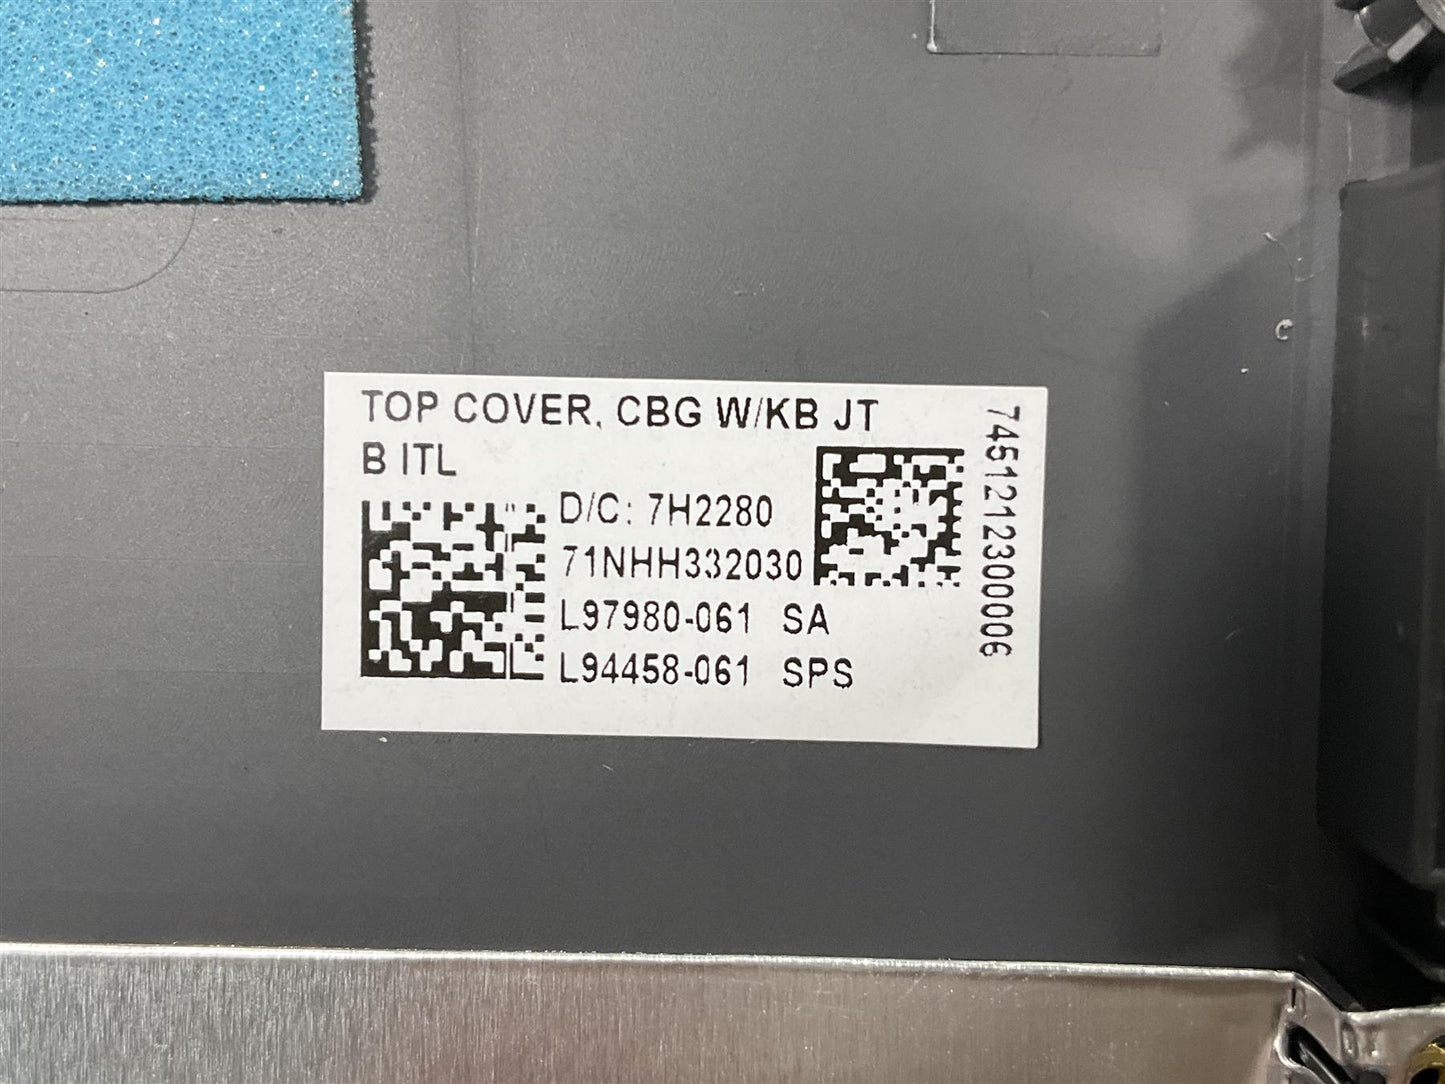 TOP COVER, CBG W/KB JT
B ITL
D/C: 7H2280
71NHH332030
L97980-061 SA
L94458-061 SPS
7451212300006